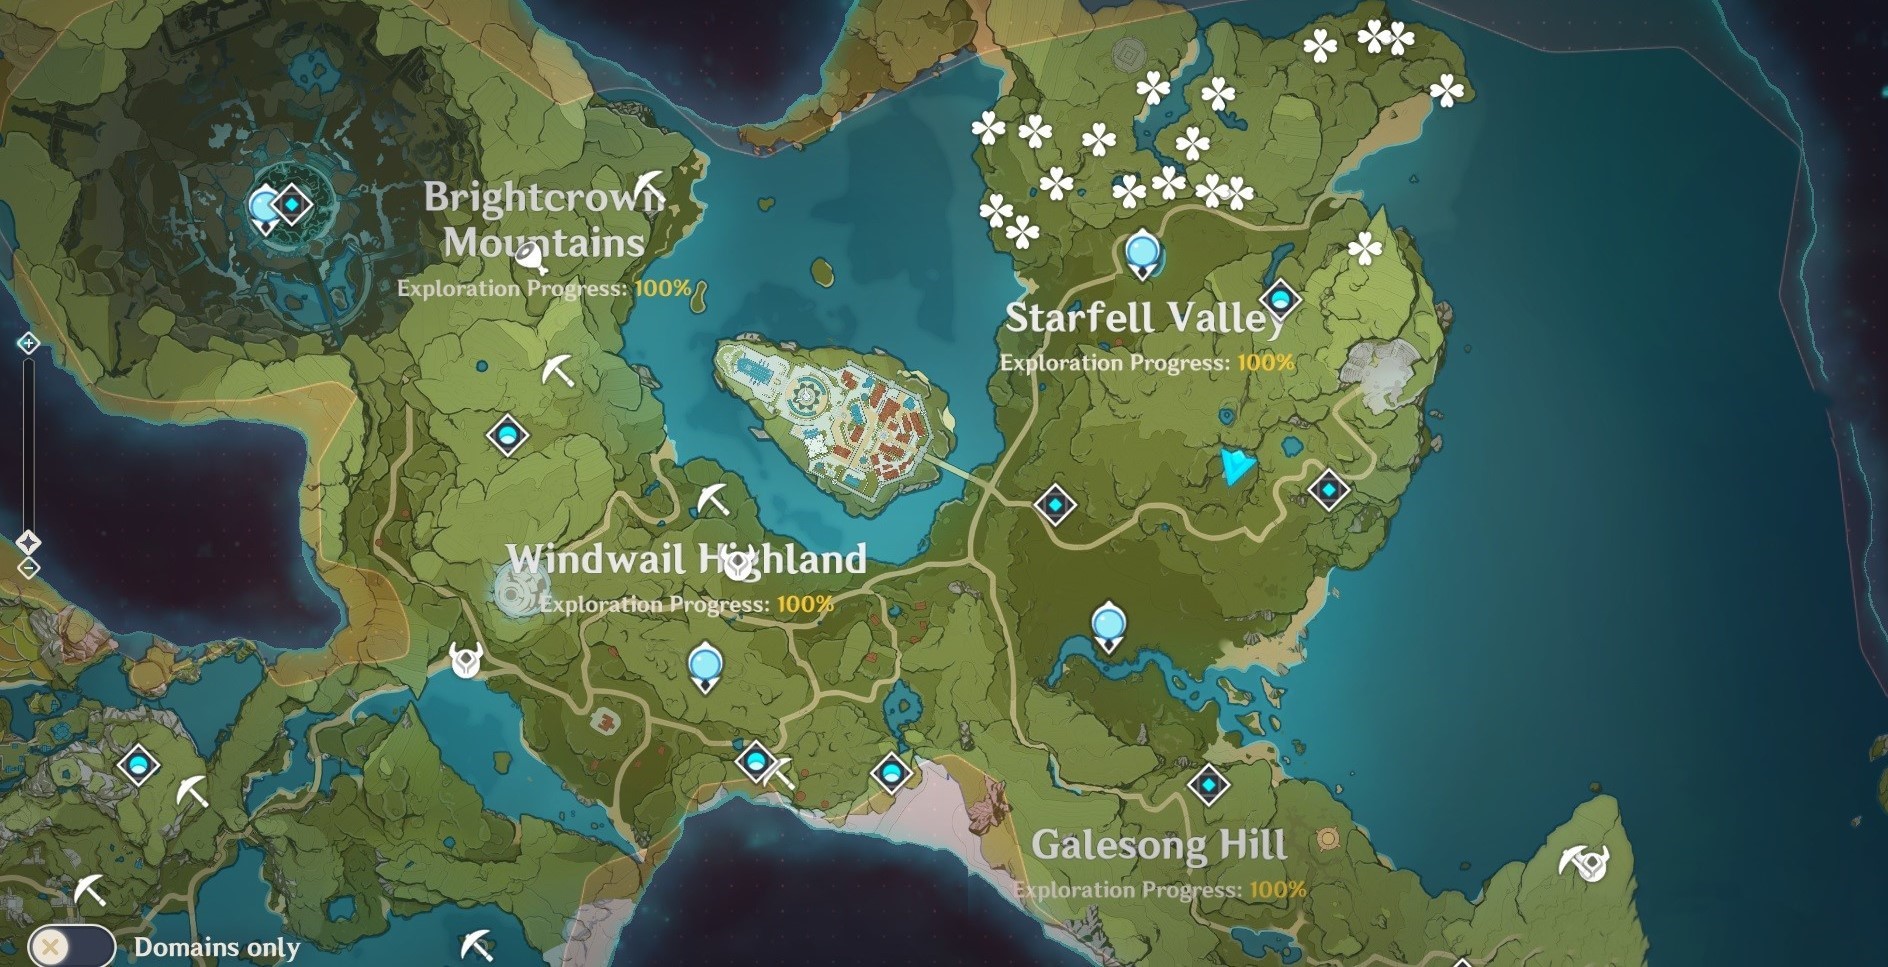 Brightcrown
Mountains
Exploration Progress: 100%
Starfell Valley
Exploration Progress: 100%
Windwail Highland
Exploration Progress: 100%
Galesong Hill
Exploration Progress: 100%
Domains only